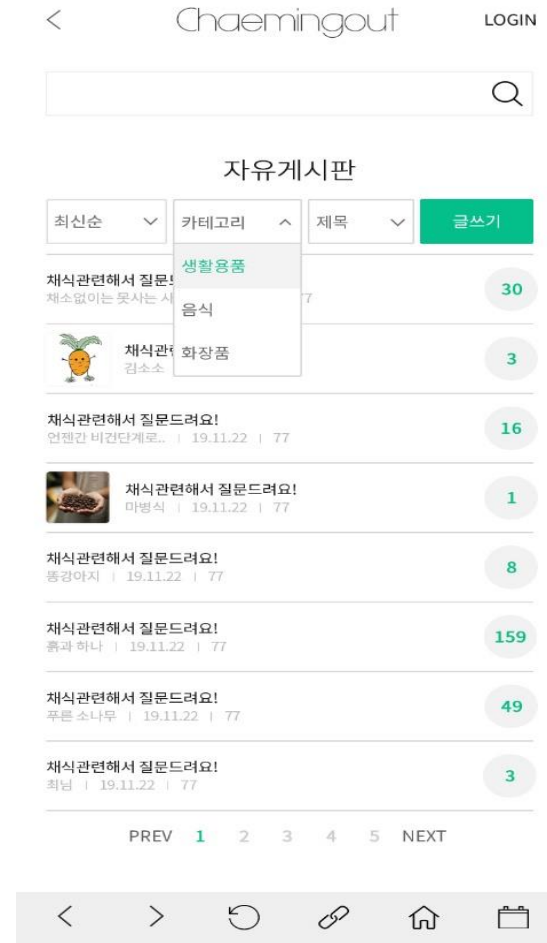 Chaemingout
LOGIN
자유게시판
최신순 카테고리 제목 글쓰기
생활용품
음식
화장품
채식관련해서 질문
채소없이는 못사는 사 77
30
채식관
김소소
3
채식관련해서 질문드려요!
언젠간 비건단계로.. | 19.11.22 | 77
16
채식관련해서 질문드려요!
마병식 | 19.11.22 | 77
1
채식관련해서 질문드려요!
똥강아지 | 19.11.22 | 77
8
채식관련해서 질문드려요!
흙과 하나 | 19.11.22 | 77
159
채식관련해서 질문드려요!
푸른 소나무 | 19.11.22 | 77
49
채식관련해서 질문드려요!
최님 | 19.11.22 | 77
3
PREV 1 2 3 4 5 NEXT